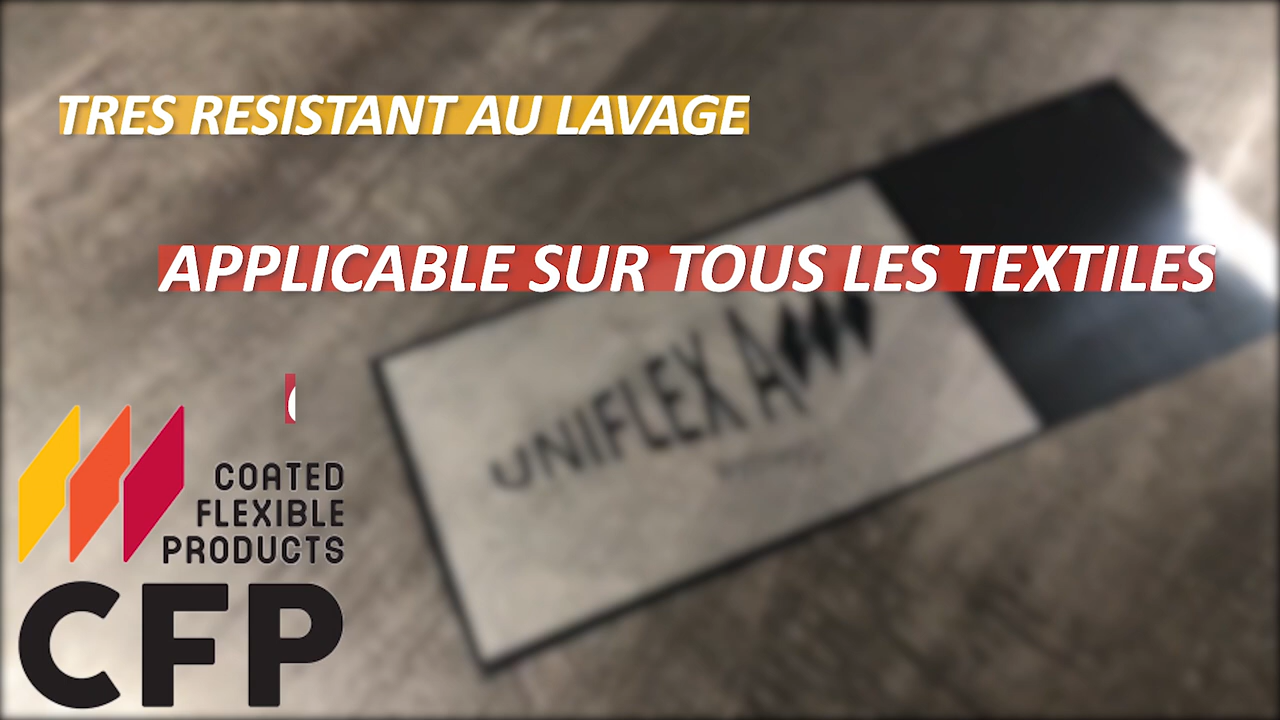 TRES RESISTANT AU LAVAGE
APPLICABLE SUR TOUS LES TEXTILES
UNIFLEX
COATED
FLEXIBLE
PRODUCTS
CFP